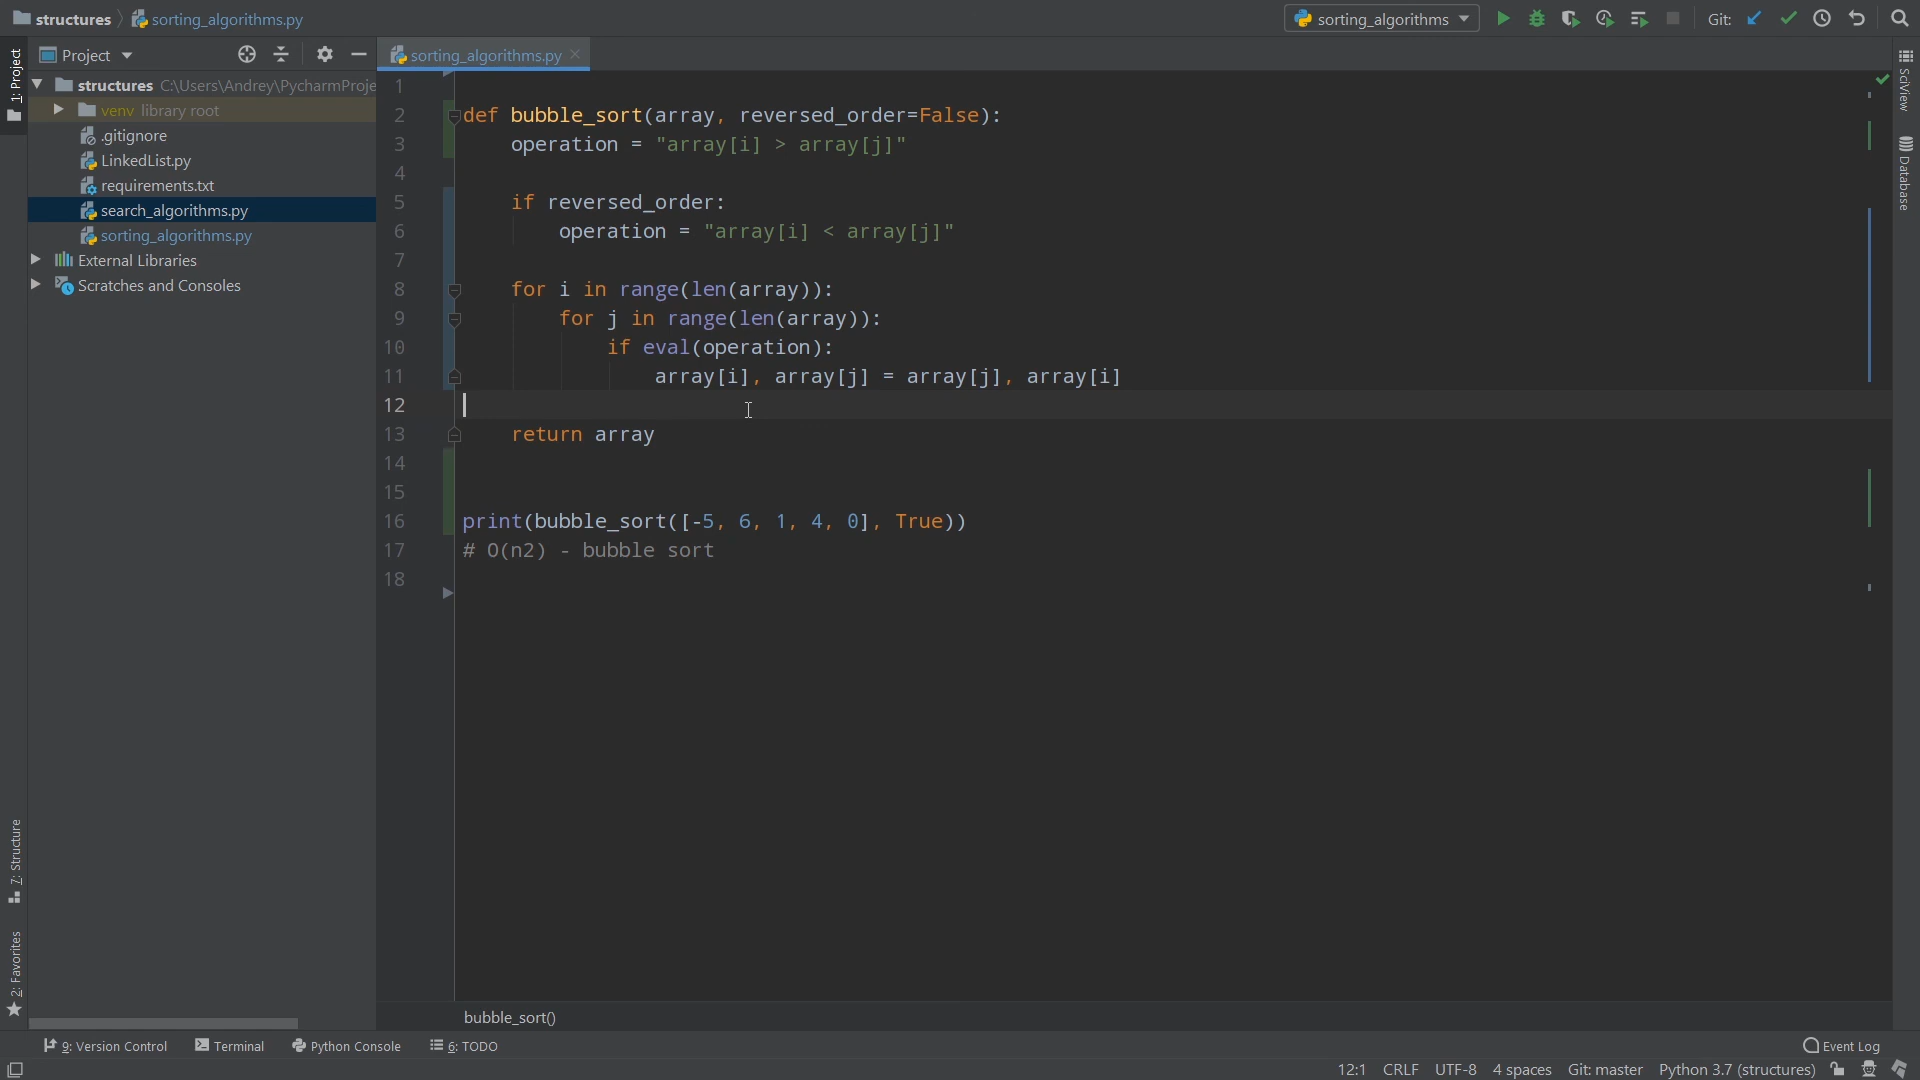 structures sorting_algorithms.py
sorting_algorithms
Git:
1: Project
Project
sorting_algorithms.py
structures C:\Users\Andrey\PycharmProje
venv library root
.gitignore
LinkedList.py
requirements.txt
search_algorithms.py
sorting_algorithms.py
External Libraries
Scratches and Consoles
1
2 def bubble_sort(array, reversed_order=False):
3 operation = "array[i] > array[j]"
4
5 if reversed_order:
6 operation = "array[i] < array[j]"
7
8 for i in range(len(array)):
9 for j in range(len(array)):
10 if eval(operation):
11 array[i], array[j] = array[j], array[i]
12
13 return array
14
15
16 print(bubble_sort([-5, 6, 1, 4, 0], True))
17 # O(n2) - bubble sort
18
SciView
Database
7: Structure
2: Favorites
bubble_sort()
9: Version Control Terminal Python Console 6: TODO Event Log
12:1 CRLF UTF-8 4 spaces Git: master Python 3.7 (structures)